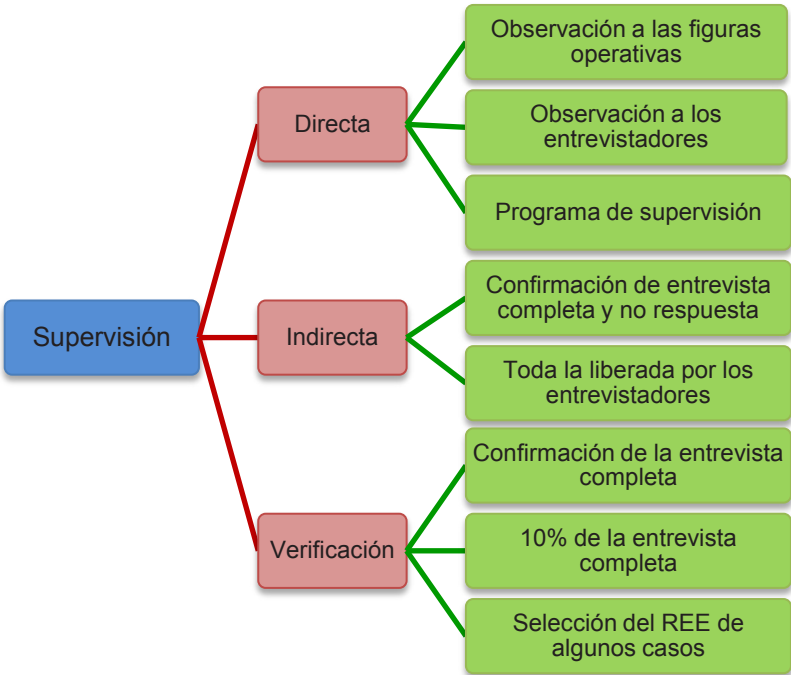 Supervisión
Directa
Observación a las figuras
operativas
Observación a los
entrevistadores
Programa de supervisión
Indirecta
Confirmación de entrevista
completa y no respuesta
Toda la liberada por los
entrevistadores
Verificación
Confirmación de la entrevista
completa
10% de la entrevista
completa
Selección del REE de
algunos casos